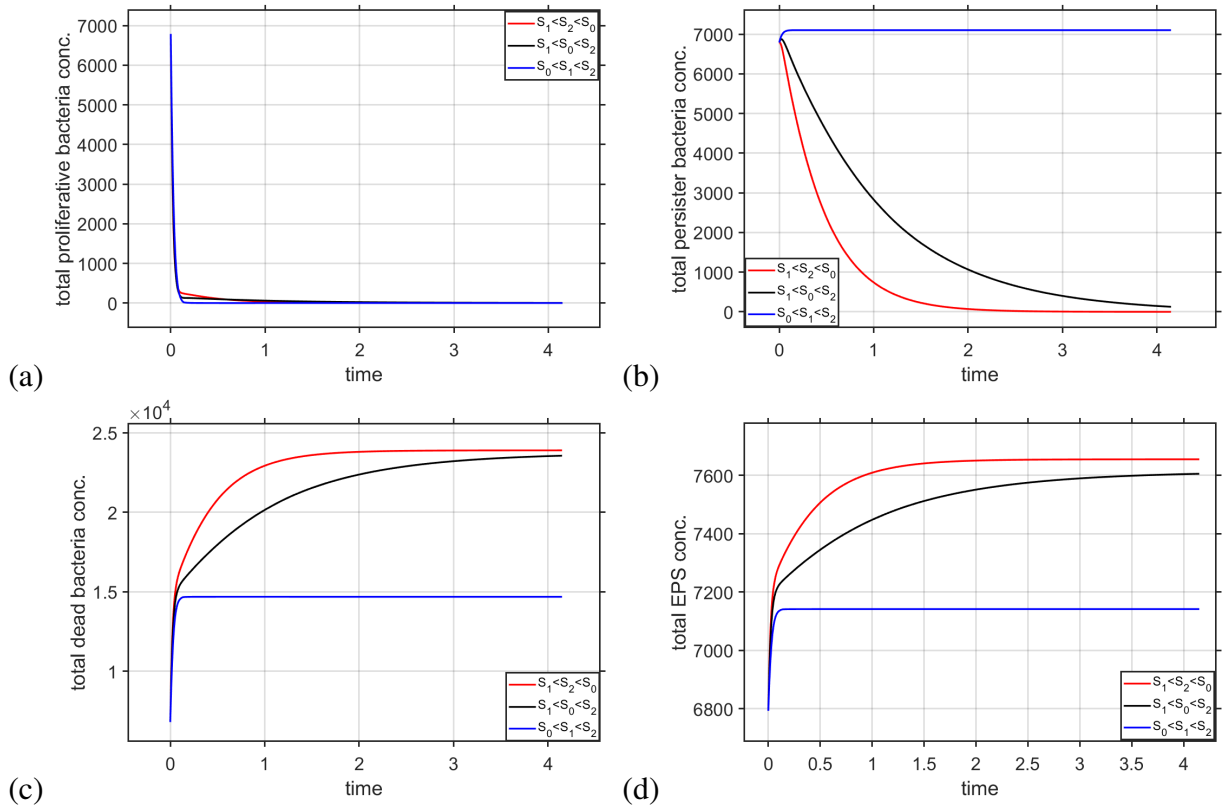 total proliferative bacteria conc.
7000
6000
5000
4000
3000
2000
1000
0
0 1 2 3 4
time
S1<S2<S0
S1<S0<S2
S0<S1<S2
(a)
total persister bacteria conc.
7000
6000
5000
4000
3000
2000
1000
0
0 1 2 3 4
time
S1<S2<S0
S1<S0<S2
S0<S1<S2
(b)
×10^4
total dead bacteria conc.
2.5
2
1.5
1
0 1 2 3 4
time
S1<S2<S0
S1<S0<S2
S0<S1<S2
(c)
total EPS conc.
7600
7400
7200
7000
6800
0 0.5 1 1.5 2 2.5 3 3.5 4
time
S1<S2<S0
S1<S0<S2
S0<S1<S2
(d)